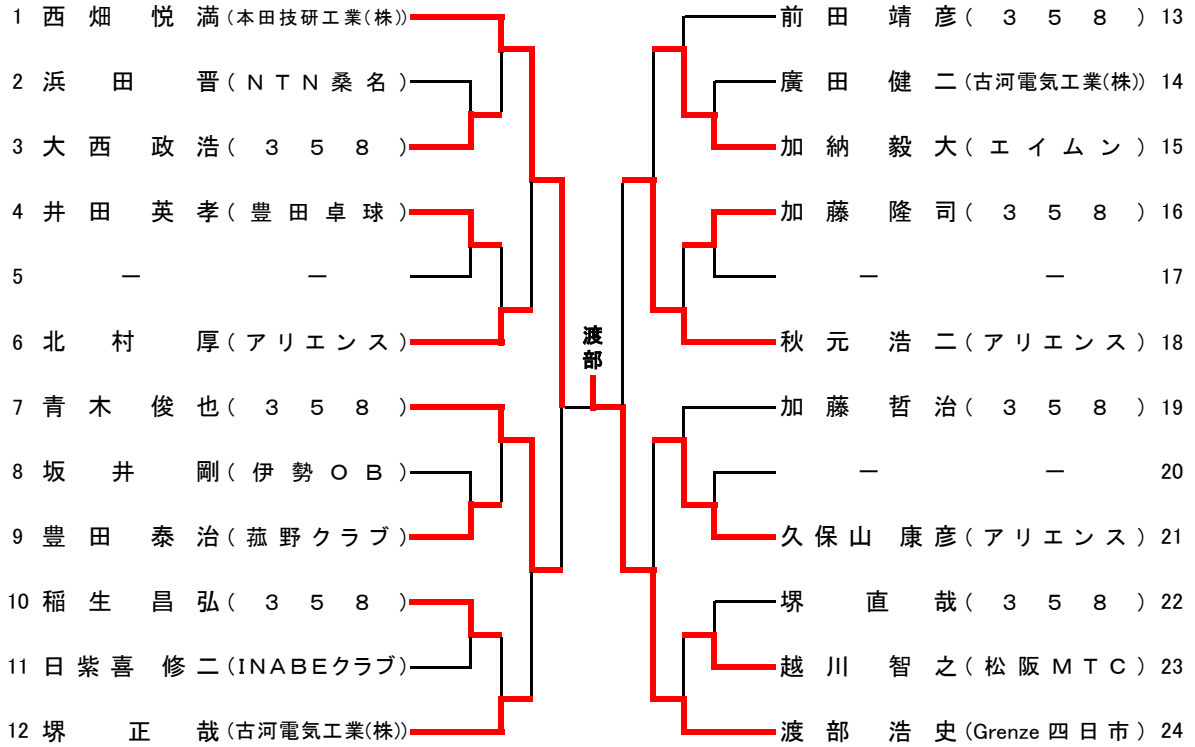 1 西畑 悦満(本田技研工業(株))
2 浜田 晋(NTN桑名)
3 大西 政浩(358)
4 井田 英孝(豊田卓球)
5 ー ー
6 北村 厚(アリエンス)
7 青木 俊也(358)
8 坂井 剛(伊勢OB)
9 豊田 泰治(菰野クラブ)
10 稲生 昌弘(358)
11 日紫喜 修二(INABEクラブ)
12 堺 正哉(古河電気工業(株))
渡部
前田 靖彦(358) 13
廣田 健二(古河電気工業(株)) 14
加納 毅大(エイムン) 15
加藤 隆司(358) 16
ー ー 17
秋元 浩二(アリエンス) 18
加藤 哲治(358) 19
ー ー 20
久保山 康彦(アリエンス) 21
堺 直哉(358) 22
越川 智之(松阪MTC) 23
渡部 浩史(Grenze 四日市) 24